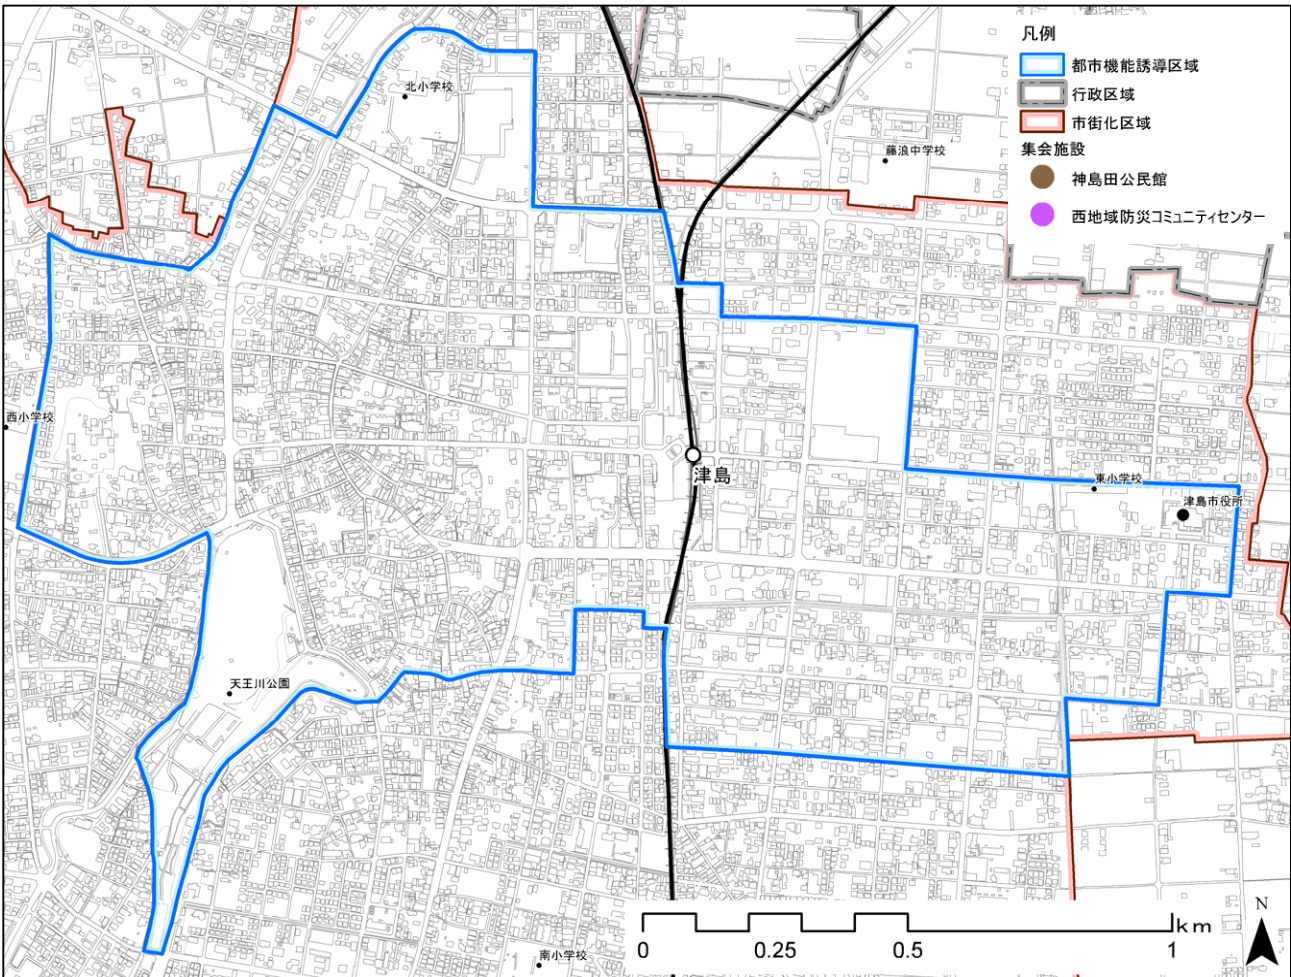 凡例
都市機能誘導区域
行政区域
市街化区域
集会施設
神島田公民館
西地域防災コミュニティセンター
北小学校
藤浪中学校
西小学校
津島
東小学校
津島市役所
天王川公園
南小学校
km
0
0.25
0.5
1
N